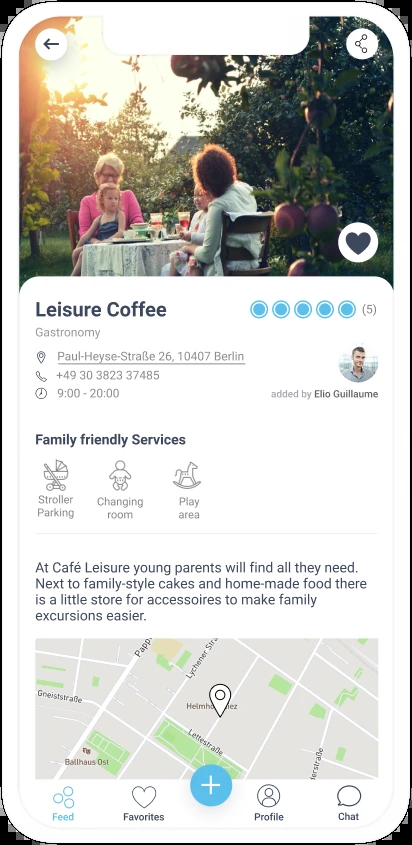 Leisure Coffee
(5)
Gastronomy
Paul-Heyse-Straße 26, 10407 Berlin
+49 30 3823 37485
9:00 - 20:00
added by Elio Guillaume
Family friendly Services
Stroller
Parking
Changing
room
Play
area
At Café Leisure young parents will find all they need.
Next to family-style cakes and home-made food there
is a little store for accessoires to make family
excursions easier.
Lychener Stra
Gneiststraße
Lettestraße
Ballhaus Ost
Feed
Favorites
Profile
Chat